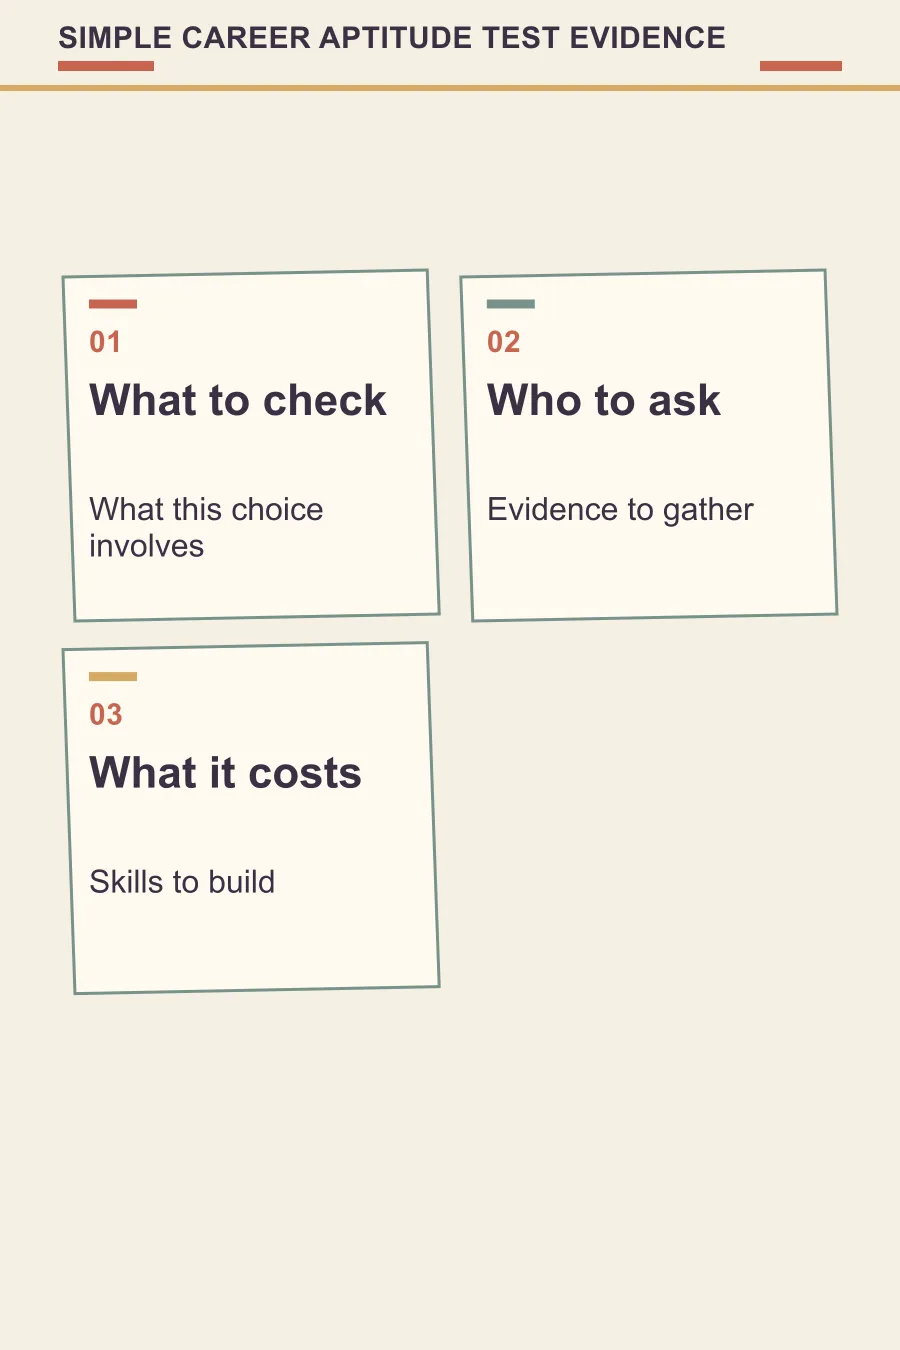 SIMPLE CAREER APTITUDE TEST EVIDENCE
01
What to check
What this choice
involves
02
Who to ask
Evidence to gather
03
What it costs
Skills to build